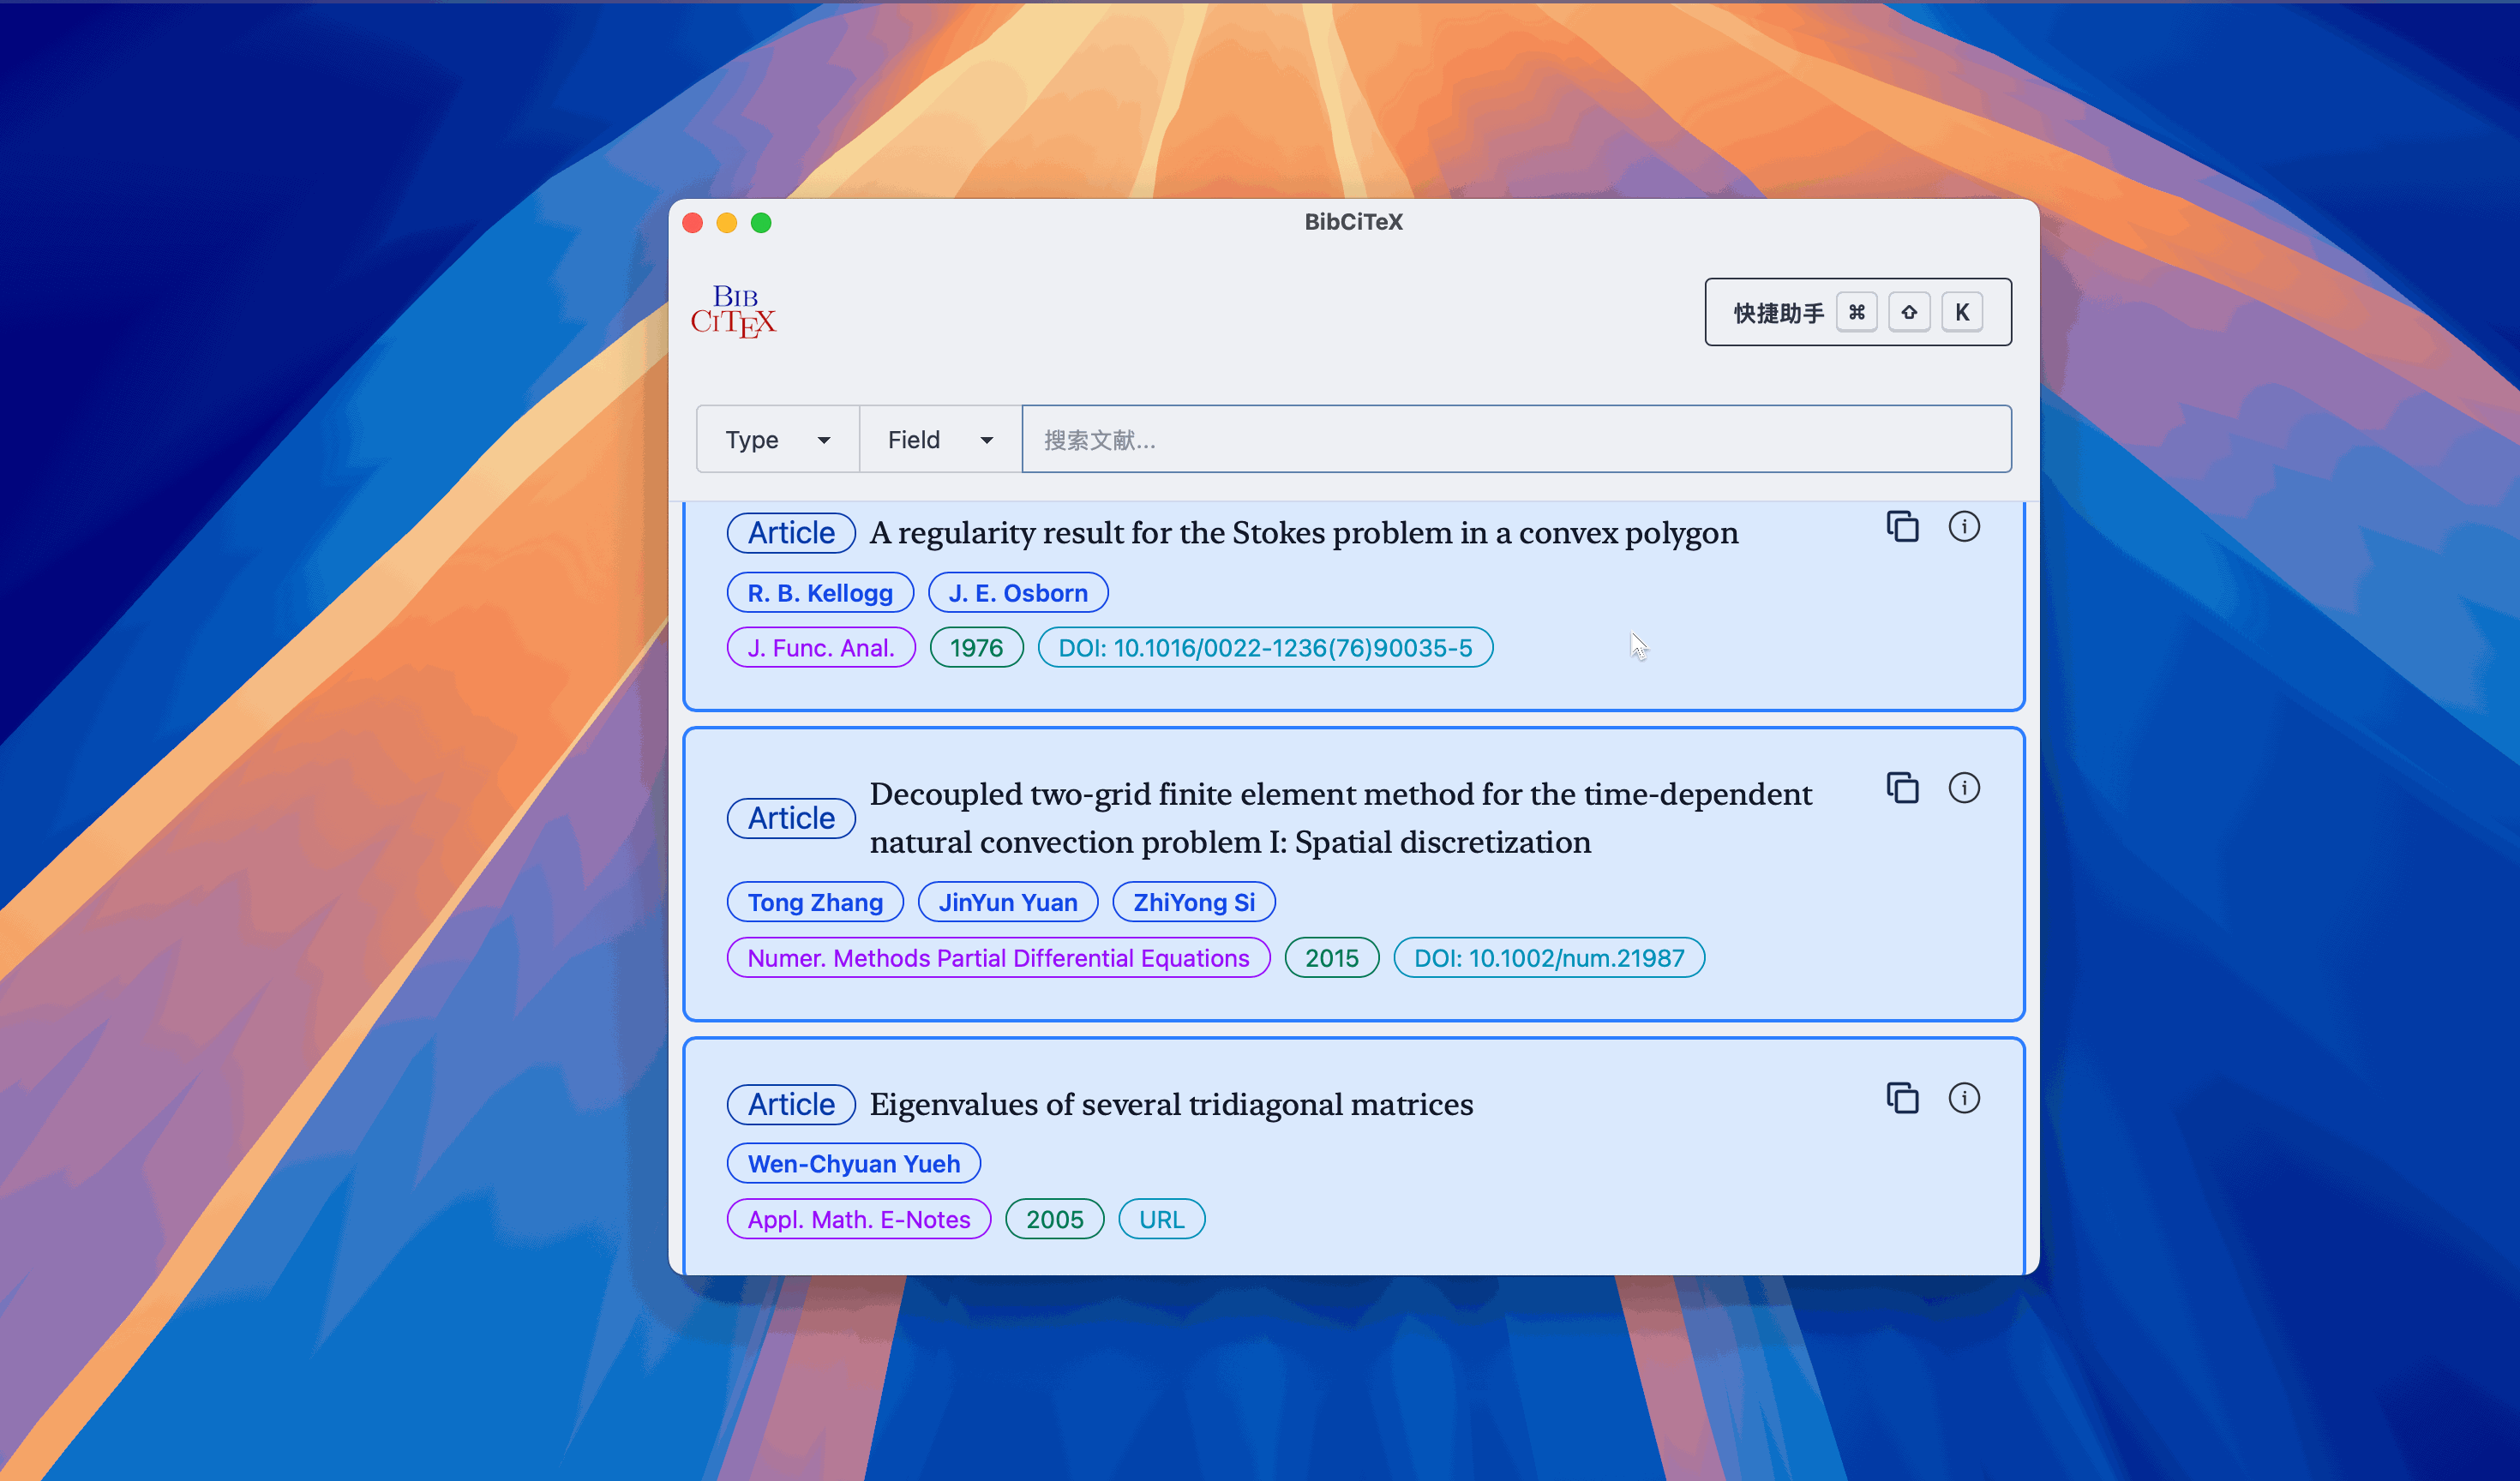 BibCiTeX
BIB
CITEX
快捷助手 ⌘ ⇧ K
Type Field 搜索文献...
Article A regularity result for the Stokes problem in a convex polygon
R. B. Kellogg J. E. Osborn
J. Func. Anal. 1976 DOI: 10.1016/0022-1236(76)90035-5
Article Decoupled two-grid finite element method for the time-dependent
natural convection problem I: Spatial discretization
Tong Zhang JinYun Yuan ZhiYong Si
Numer. Methods Partial Differential Equations 2015 DOI: 10.1002/num.21987
Article Eigenvalues of several tridiagonal matrices
Wen-Chyuan Yueh
Appl. Math. E-Notes 2005 URL